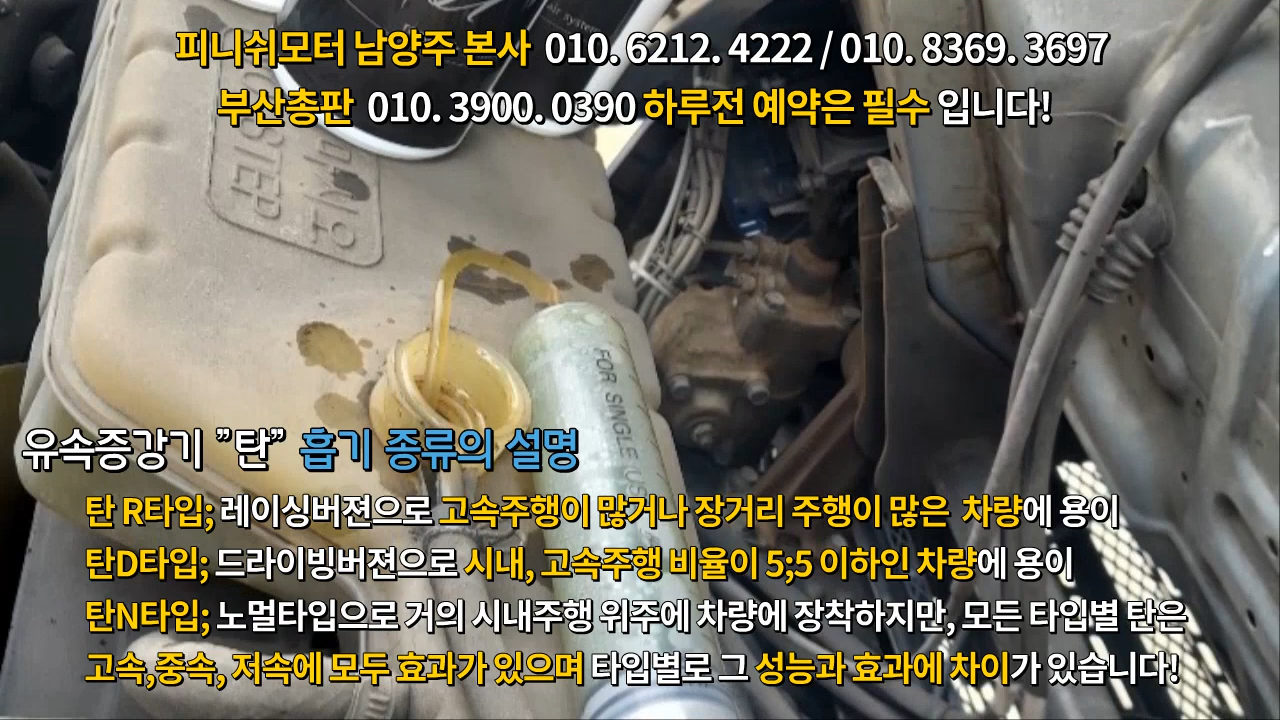 air system
피니쉬모터 남양주 본사 010. 6212. 4222 / 010. 8369. 3697
부산총판 010. 3900. 0390 하루전 예약은 필수 입니다!
STEP
FOR SINGLE US
유속증강기 ”탄” 흡기 종류의 설명
탄 R타입; 레이싱버젼으로 고속주행이 많거나 장거리 주행이 많은 차량에 용이
탄D타입; 드라이빙버젼으로 시내, 고속주행 비율이 5;5 이하인 차량에 용이
탄N타입; 노멀타입으로 거의 시내주행 위주에 차량에 장착하지만, 모든 타입별 탄은
고속,중속, 저속에 모두 효과가 있으며 타입별로 그 성능과 효과에 차이가 있습니다!